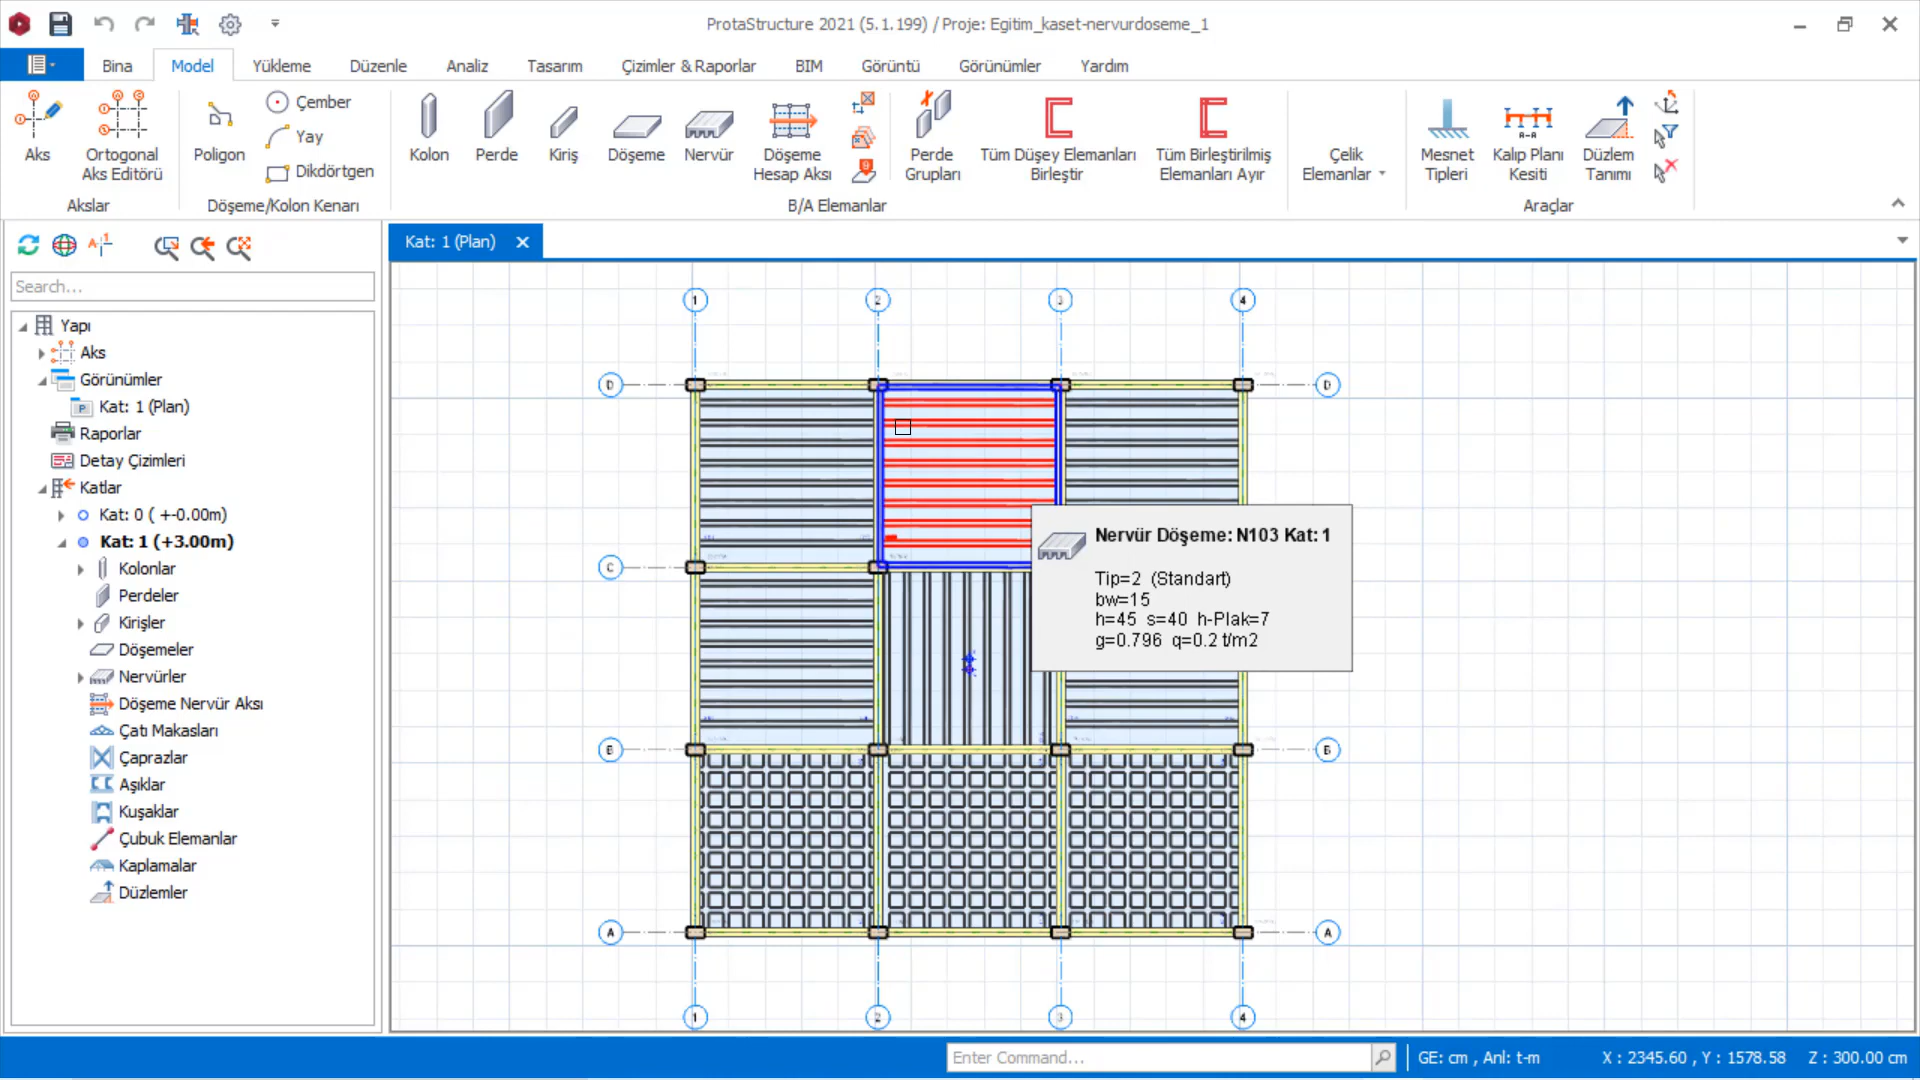 ProtaStructure 2021 (5.1.199) / Proje: Egitim_kaset-nervurdoseme_1
Bina Model Yükleme Düzenle Analiz Tasarım Çizimler & Raporlar BIM Görüntü Görünümler Yardım
Aks
Ortogonal
Aks Editörü
Akslar
Poligon
Çember
Yay
Dikdörtgen
Döşeme/Kolon Kenarı
Kolon
Perde
Kiriş
Döşeme
Nervür
Döşeme
Hesap Aksı
Perde
Grupları
Tüm Düşey Elemanları
Birleştir
Tüm Birleştirilmiş
Elemanları Ayır
B/A Elemanlar
Çelik
Elemanlar
Mesnet
Tipleri
Kalıp Planı
Kesiti
Düzlem
Tanımı
Araçlar
Search...
Yapı
Aks
Görünümler
Kat: 1 (Plan)
Raporlar
Detay Çizimleri
Katlar
Kat: 0 ( +-0.00m)
Kat: 1 (+3.00m)
Kolonlar
Perdeler
Kirişler
Döşemeler
Nervürler
Döşeme Nervür Aksı
Çatı Makasları
Çaprazlar
Aşıklar
Kuşaklar
Çubuk Elemanlar
Kaplamalar
Düzlemler
Kat: 1 (Plan)
1 2 3 4
D D
C
B B
A A
1 2 3 4
Nervür Döşeme: N103 Kat: 1
Tip=2 (Standart)
bw=15
h=45 s=40 h-Plak=7
g=0.796 q=0.2 t/m2
Enter Command...
GE: cm , Anl: t-m
X : 2345.60 , Y : 1578.58
Z : 300.00 cm